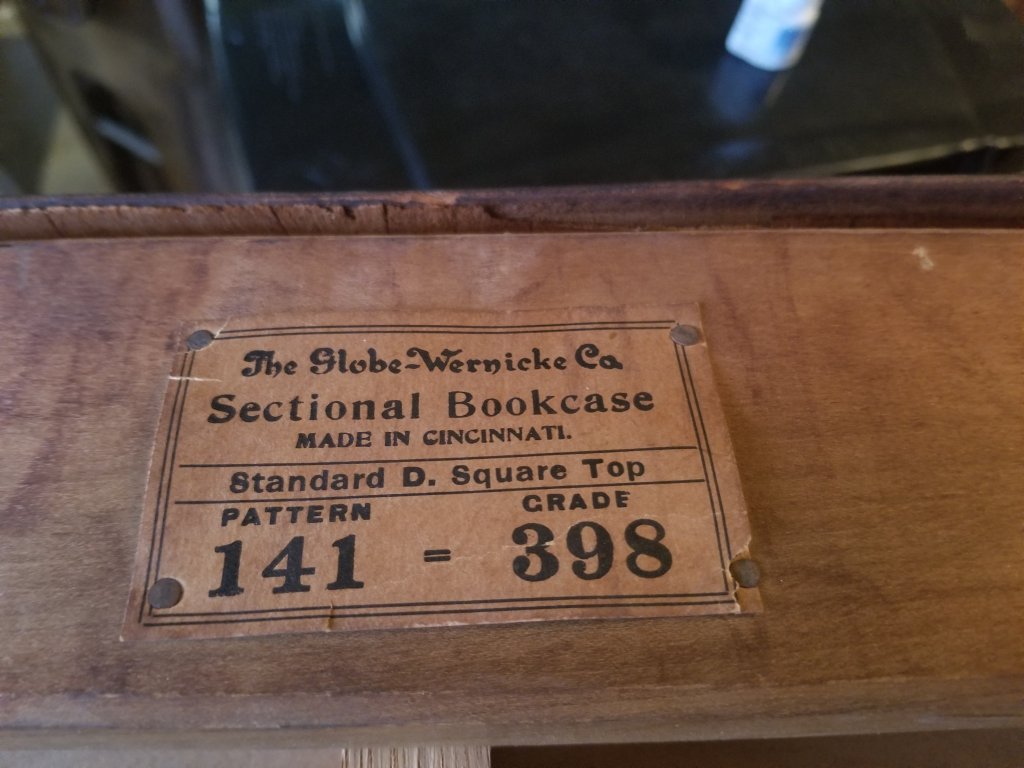 The Globe-Wernicke Co.
Sectional Bookcase
MADE IN CINCINNATI.
Standard D. Square Top
PATTERN GRADE
141 = 398